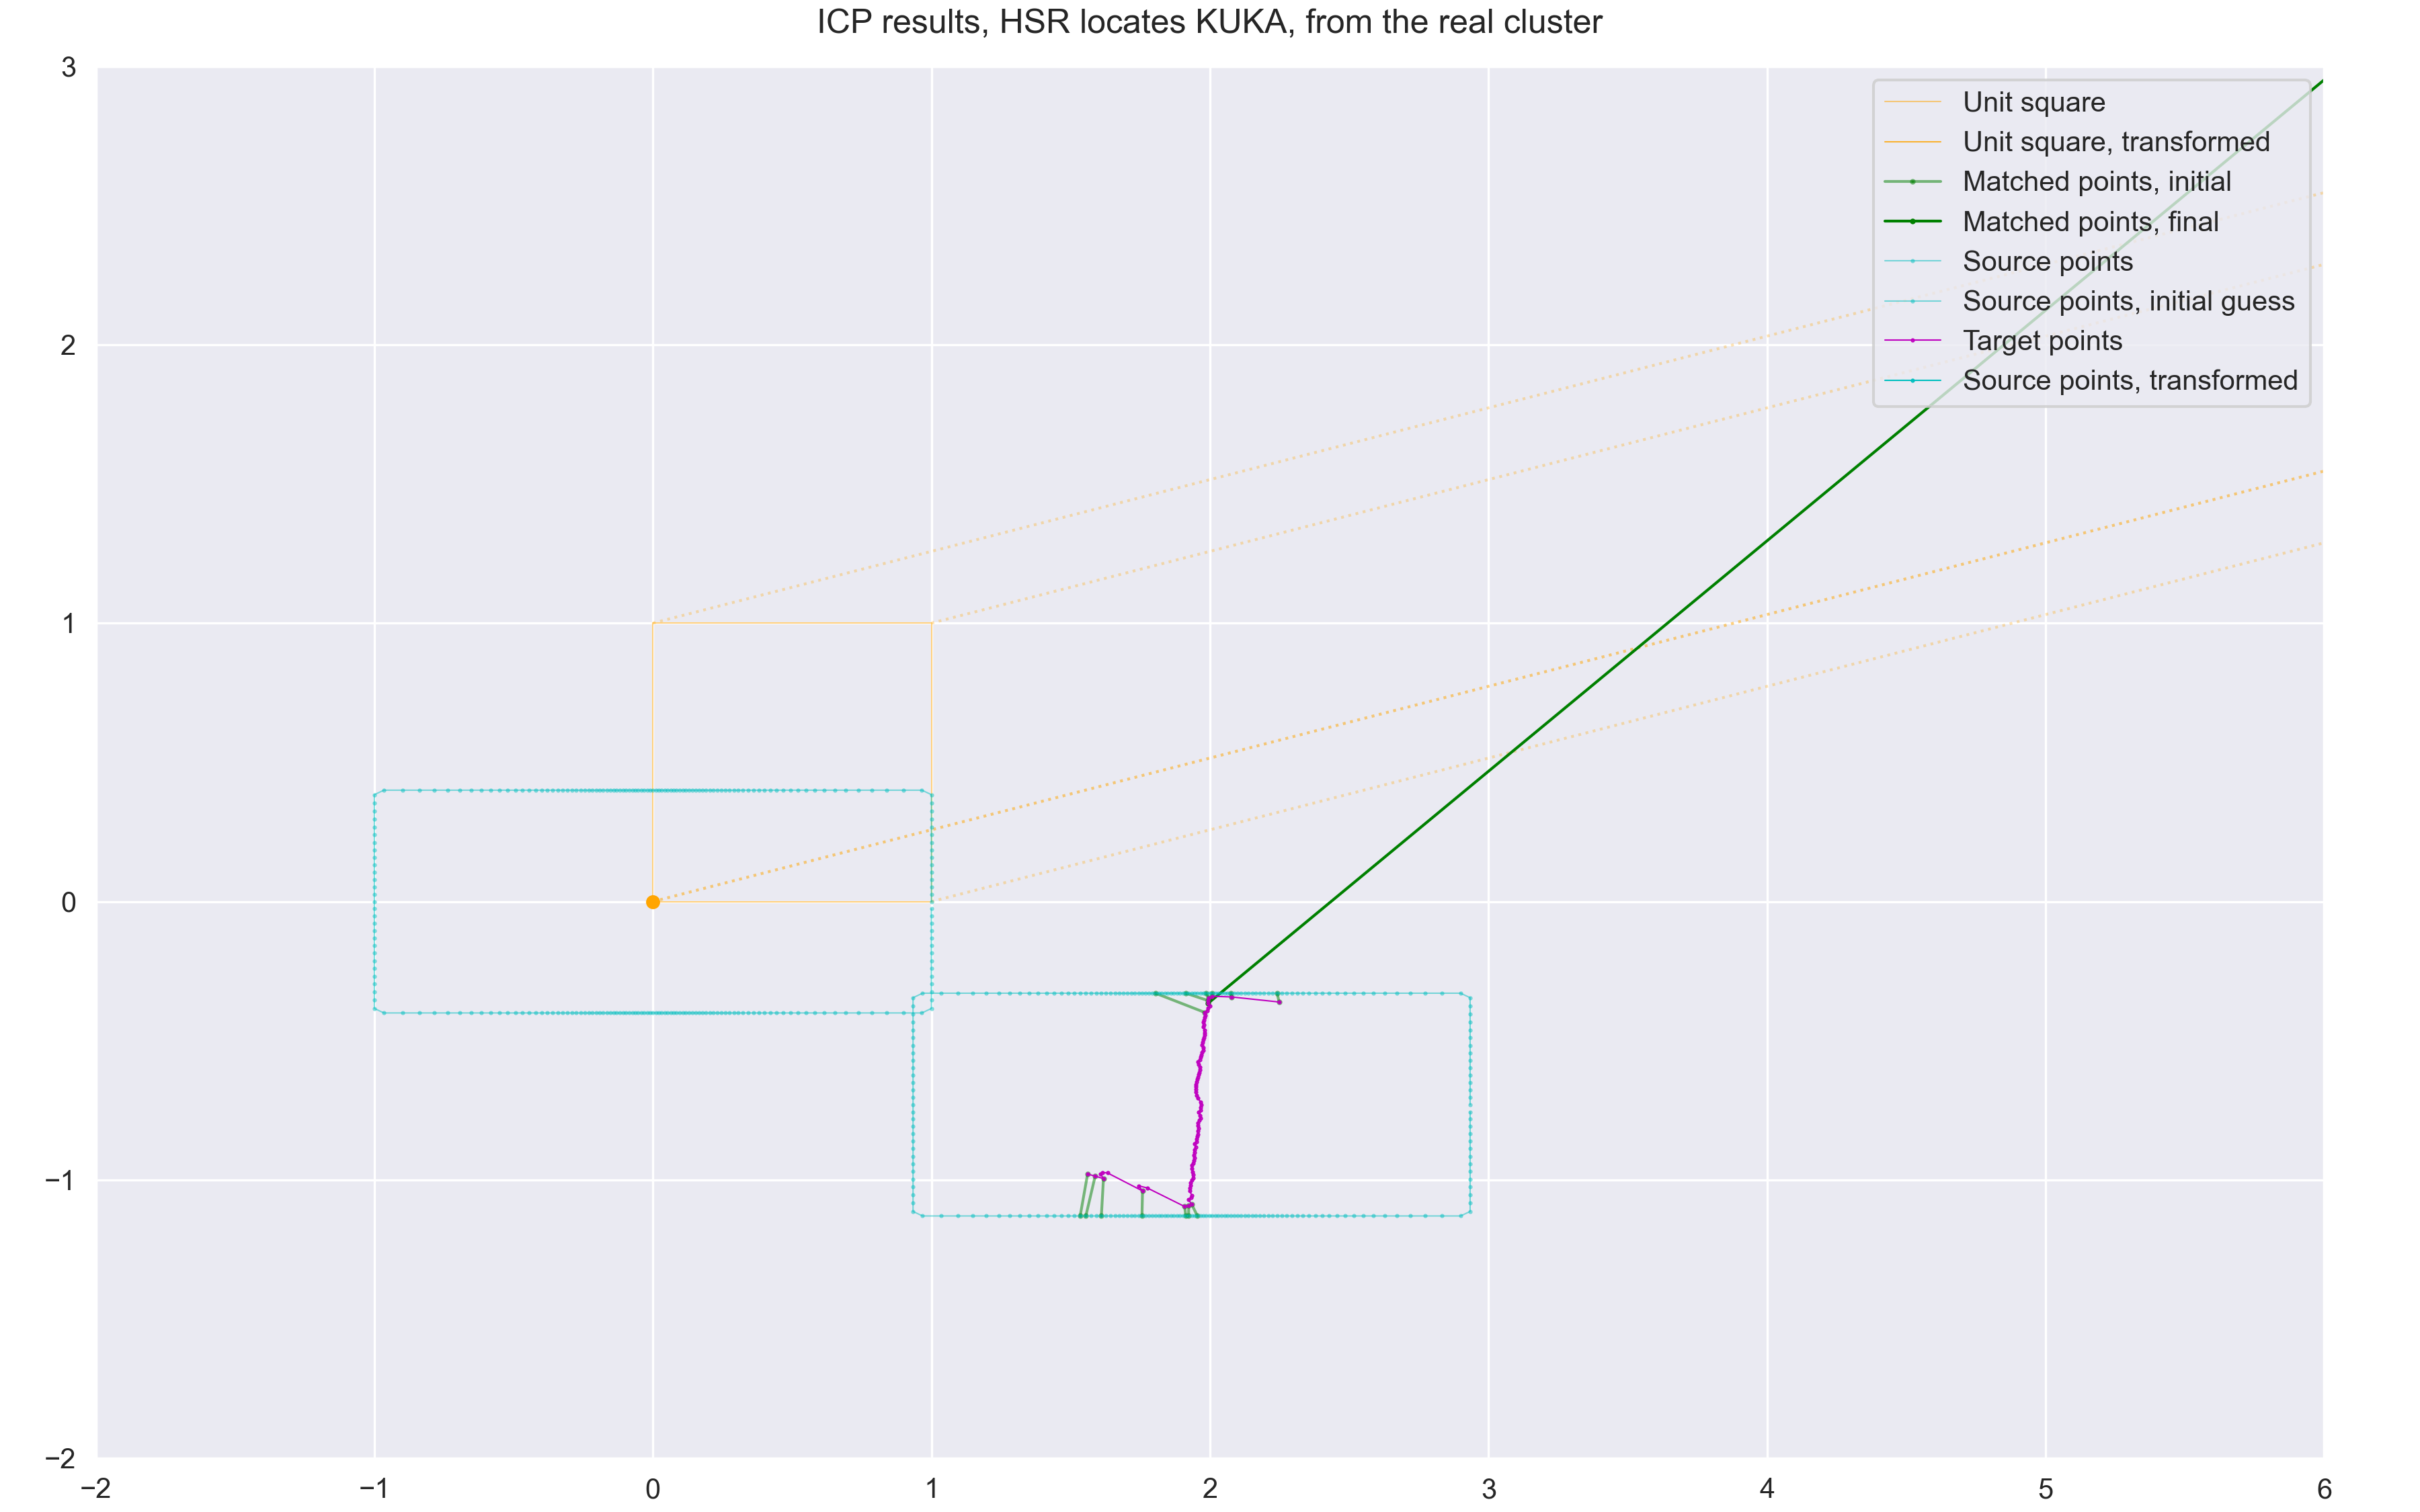 ICP results, HSR locates KUKA, from the real cluster
3
2
1
0
−1
−2
−2
−1
0
1
2
3
4
5
6
Unit square
Unit square, transformed
Matched points, initial
Matched points, final
Source points
Source points, initial guess
Target points
Source points, transformed